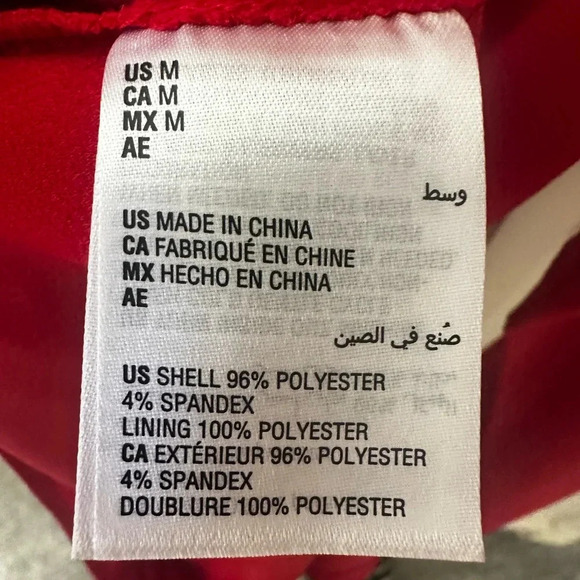 US M
CA M
MX M
AE
وسط
US MADE IN CHINA
CA FABRIQUÉ EN CHINE
MX HECHO EN CHINA
AE
صُنع في الصين
US SHELL 96% POLYESTER
4% SPANDEX
LINING 100% POLYESTER
CA EXTÉRIEUR 96% POLYESTER
4% SPANDEX
DOUBLURE 100% POLYESTER